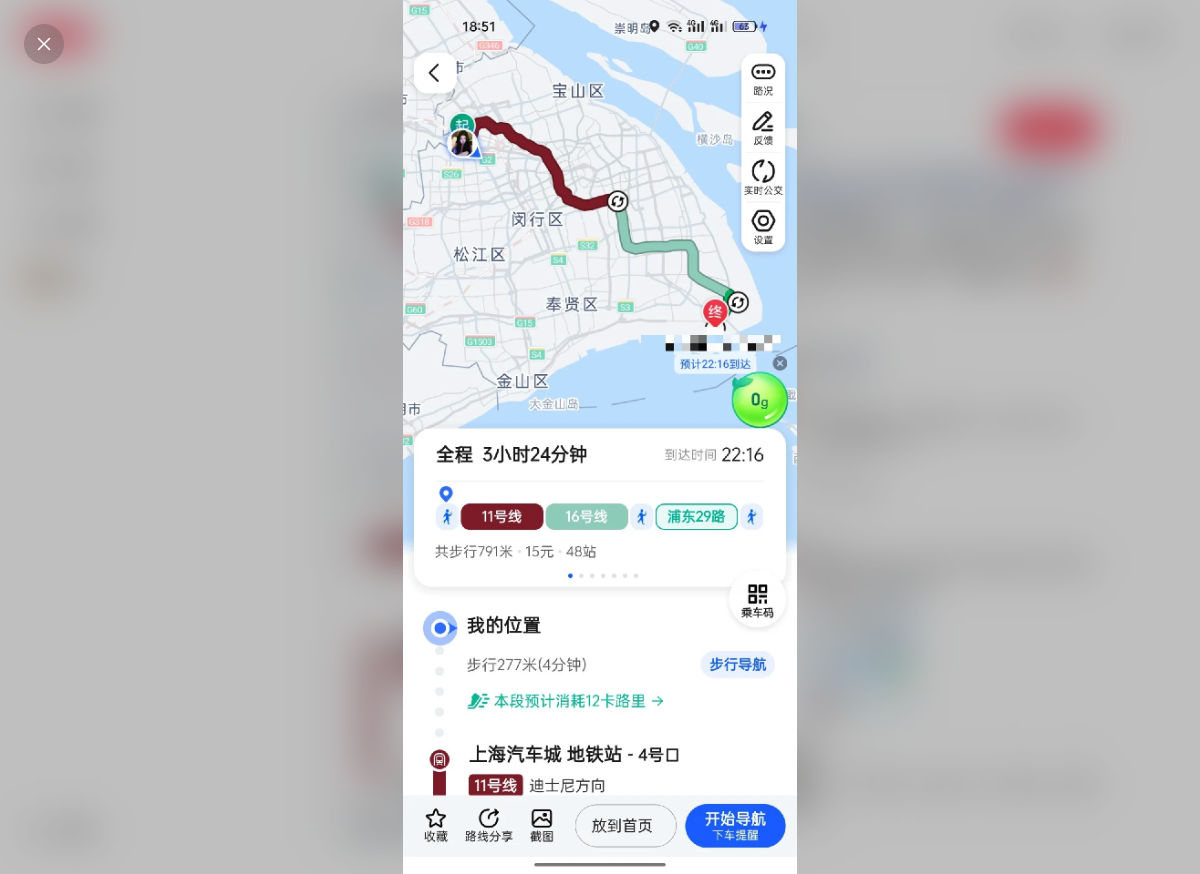 18:51
崇明岛
63
G15
G346
G40
宝山区
横沙岛
起
G2
S26
G318
闵行区
S32
松江区
S4
奉贤区
S3
G60
G15
终
G1503
S4
预计22:16到达
金山区
大金山岛
0g
路况
反馈
实时公交
设置
全程 3小时24分钟
到达时间 22:16
11号线 16号线 浦东29路
共步行791米 · 15元 · 48站
乘车码
我的位置
步行277米(4分钟)
步行导航
本段预计消耗12卡路里 →
上海汽车城 地铁站 - 4号口
11号线 迪士尼方向
收藏
路线分享
截图
放到首页
开始导航
下车提醒